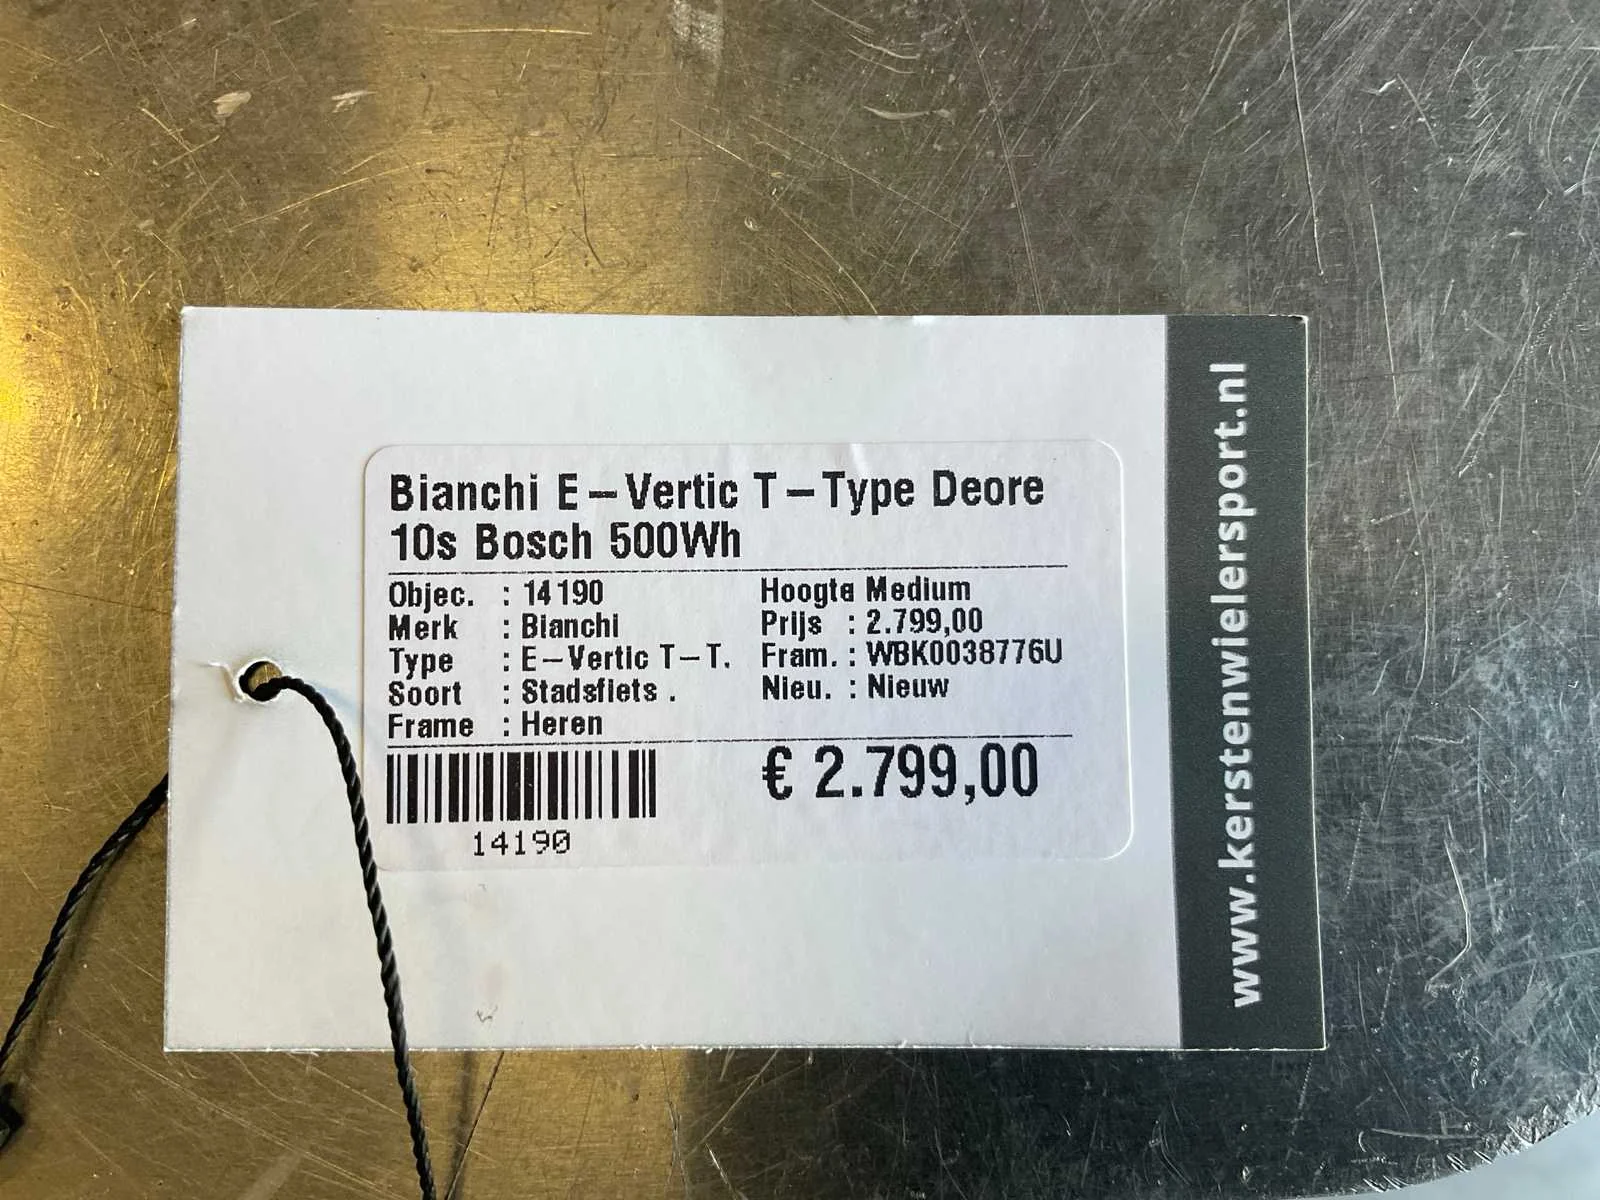 Bianchi E-Vertic T-Type Deore
10s Bosch 500Wh
Objec. : 14190 Hoogte Medium
Merk : Bianchi Prijs : 2.799,00
Type : E-Vertic T-T. Fram. : WBK0038776U
Soort : Stadsfiets . Nieu. : Nieuw
Frame : Heren
€ 2.799,00
14190
www.kerstenwielersport.nl